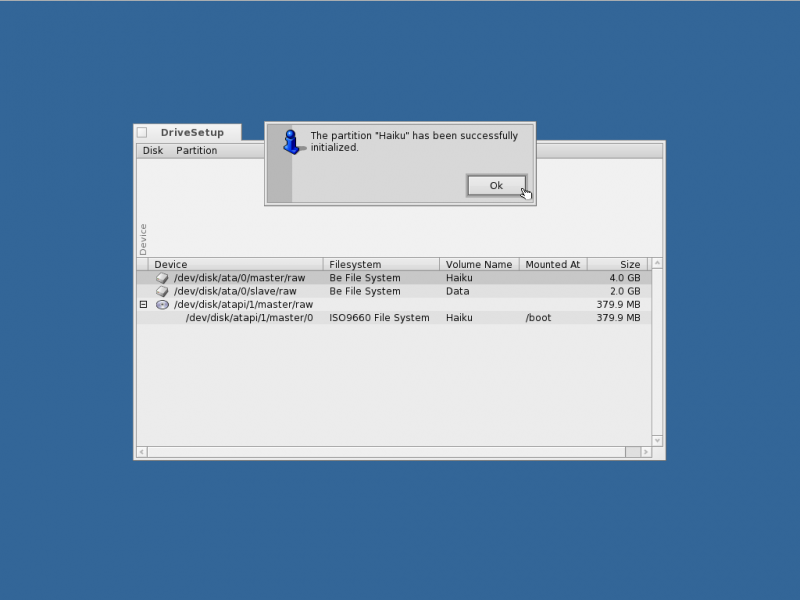 DriveSetup
The partition "Haiku" has been successfully
initialized.
Ok
Disk Partition
Device
Device Filesystem Volume Name Mounted At Size
/dev/disk/ata/0/master/raw Be File System Haiku 4.0 GB
/dev/disk/ata/0/slave/raw Be File System Data 2.0 GB
/dev/disk/atapi/1/master/raw 379.9 MB
/dev/disk/atapi/1/master/0 ISO9660 File System Haiku /boot 379.9 MB